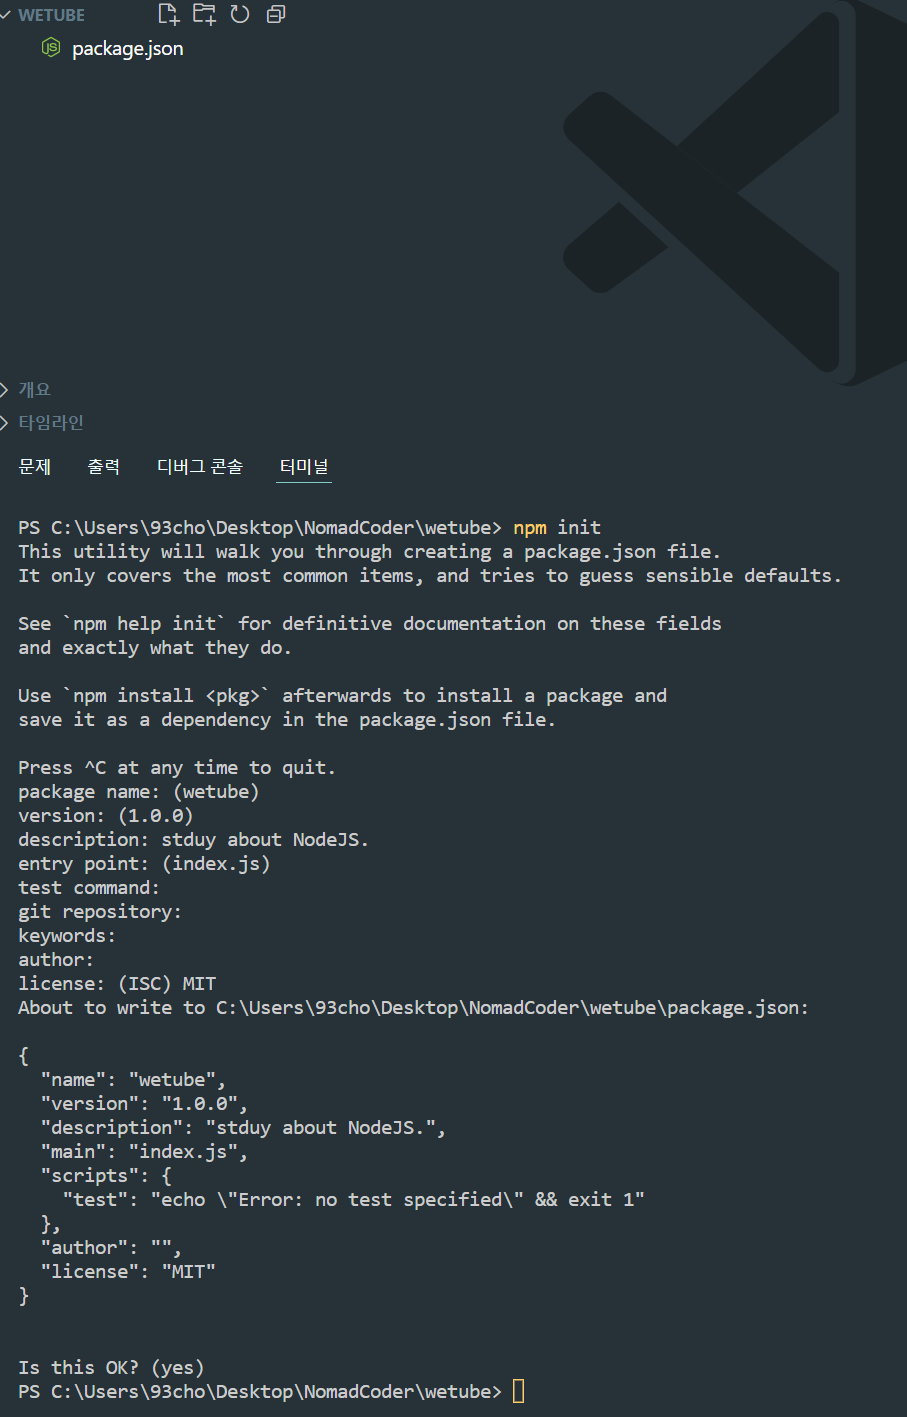 WETUBE
package.json
개요
타임라인
문제 출력 디버그 콘솔 터미널
PS C:\Users\93cho\Desktop\NomadCoder\wetube> npm init
This utility will walk you through creating a package.json file.
It only covers the most common items, and tries to guess sensible defaults.
See `npm help init` for definitive documentation on these fields
and exactly what they do.
Use `npm install <pkg>` afterwards to install a package and
save it as a dependency in the package.json file.
Press ^C at any time to quit.
package name: (wetube)
version: (1.0.0)
description: stduy about NodeJS.
entry point: (index.js)
test command:
git repository:
keywords:
author:
license: (ISC) MIT
About to write to C:\Users\93cho\Desktop\NomadCoder\wetube\package.json:
{
  "name": "wetube",
  "version": "1.0.0",
  "description": "stduy about NodeJS.",
  "main": "index.js",
  "scripts": {
    "test": "echo \"Error: no test specified\" && exit 1"
  },
  "author": "",
  "license": "MIT"
}
Is this OK? (yes)
PS C:\Users\93cho\Desktop\NomadCoder\wetube>